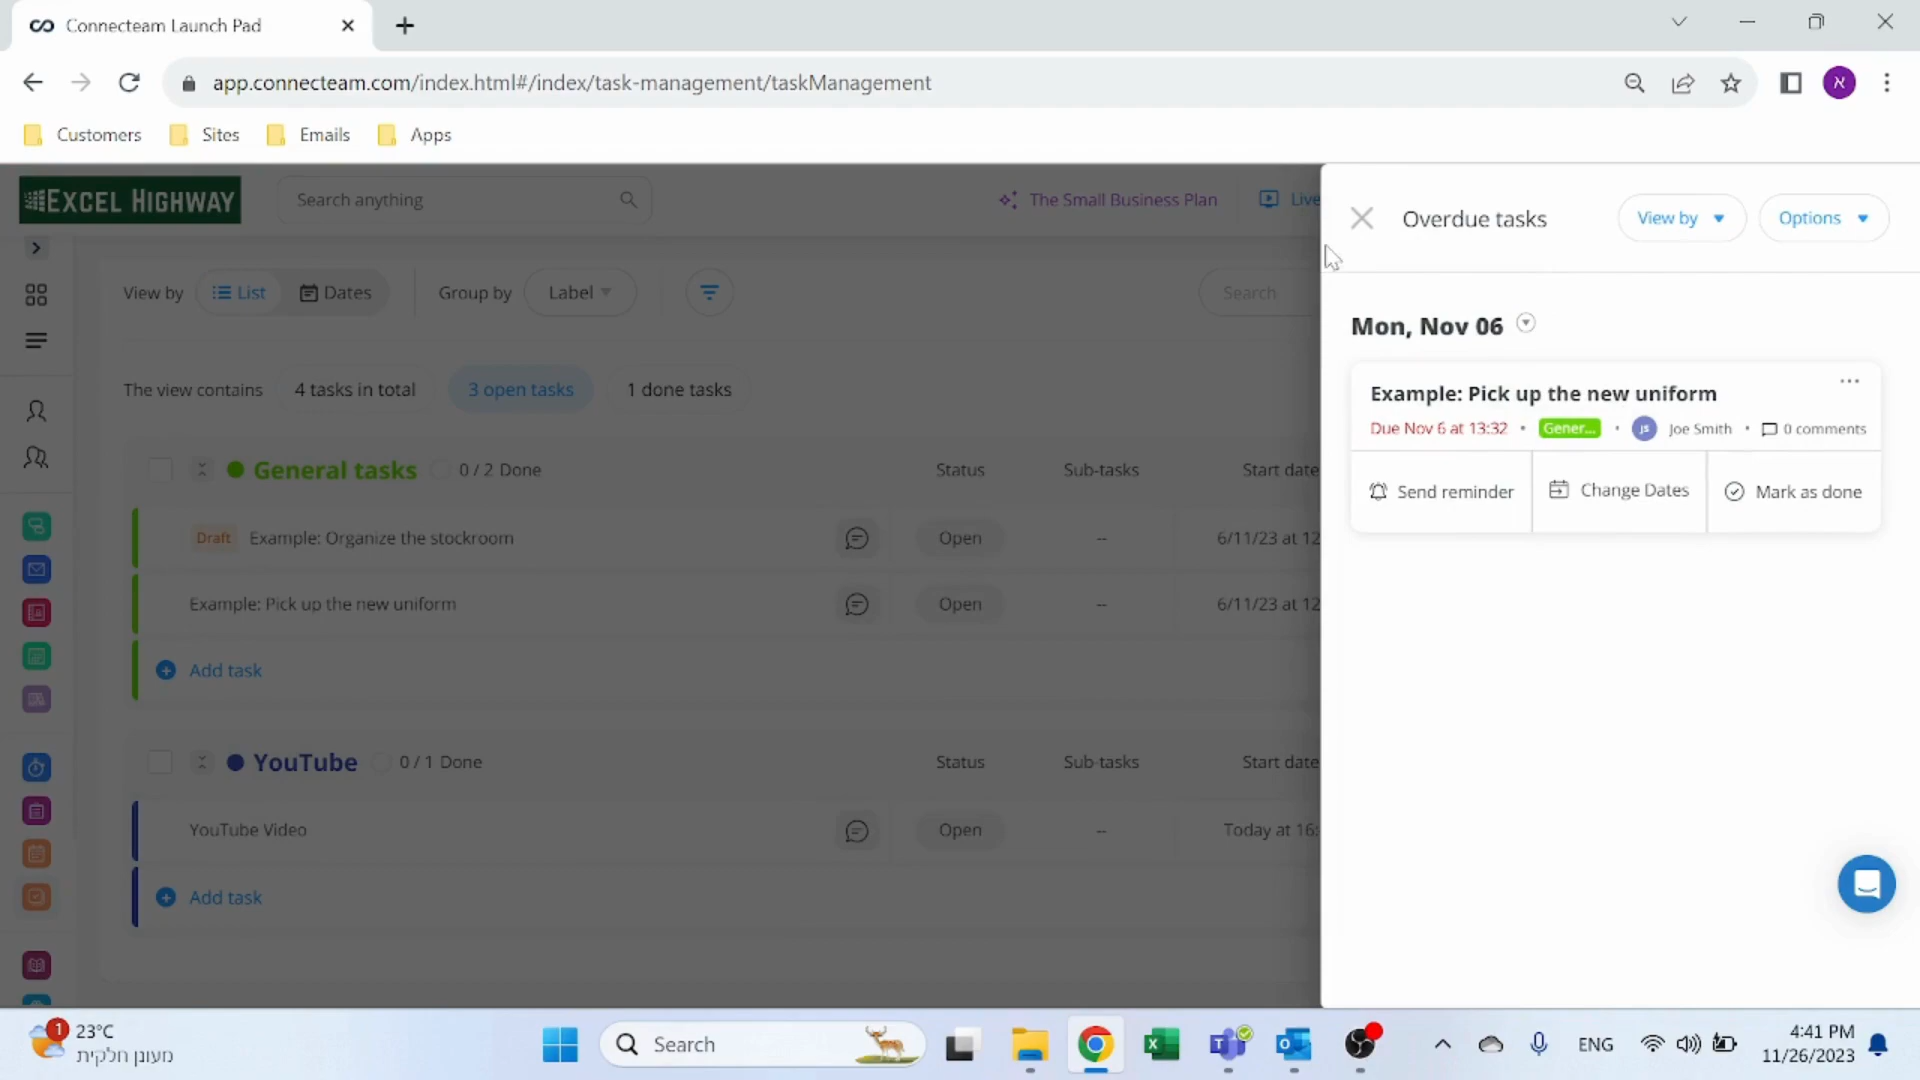 Connecteam Launch Pad
app.connecteam.com/index.html#/index/task-management/taskManagement
א
Customers
Sites
Emails
Apps
EXCEL HIGHWAY
Search anything
The Small Business Plan
Live
Overdue tasks
View by
Options
View by
List
Dates
Group by
Label
Search
Mon, Nov 06
The view contains
4 tasks in total
3 open tasks
1 done tasks
Example: Pick up the new uniform
Due Nov 6 at 13:32 • Gener... • JS Joe Smith • 0 comments
Send reminder
Change Dates
Mark as done
General tasks
0 / 2 Done
Status
Sub-tasks
Start date
Draft
Example: Organize the stockroom
Open
--
6/11/23 at 12
Example: Pick up the new uniform
Open
--
6/11/23 at 12
Add task
YouTube
0 / 1 Done
Status
Sub-tasks
Start date
YouTube Video
Open
--
Today at 16:
Add task
1
23°C
מעונן חלקית
Search
ENG
4:41 PM
11/26/2023